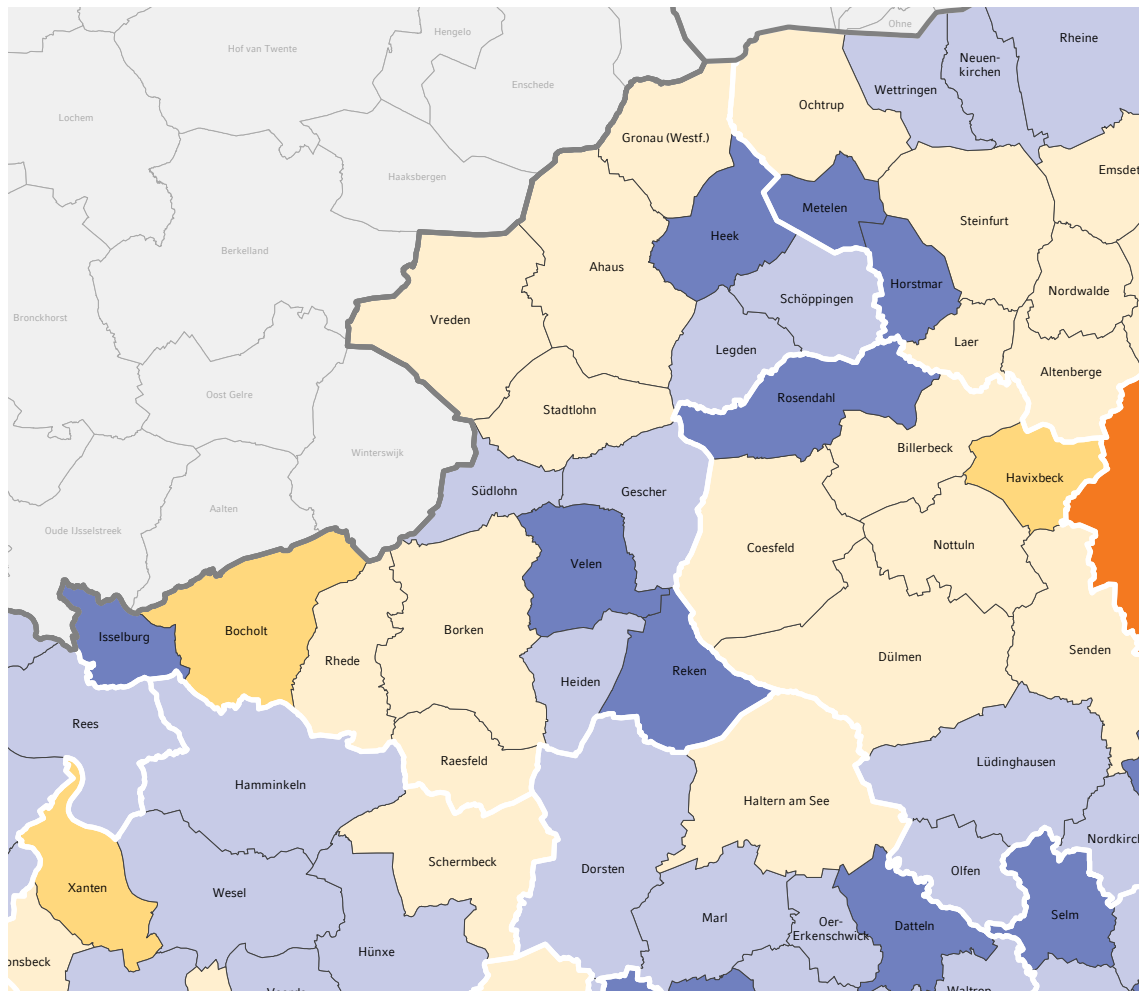 Ohne
Hengelo
Rheine
Hof van Twente
Neuen-
kirchen
Enschede
Wettringen
Ochtrup
Lochem
Gronau (Westf.)
Emsdet
Haaksbergen
Metelen
Steinfurt
Heek
Berkelland
Ahaus
Horstmar
Nordwalde
Schöppingen
Bronckhorst
Vreden
Laer
Legden
Altenberge
Oost Gelre
Rosendahl
Stadtlohn
Billerbeck
Winterswijk
Havixbeck
Südlohn
Gescher
Aalten
Oude IJsselstreek
Nottuln
Coesfeld
Velen
Borken
Bocholt
Isselburg
Senden
Dülmen
Rhede
Reken
Heiden
Rees
Raesfeld
Lüdinghausen
Hamminkeln
Haltern am See
Nordkirch
Schermbeck
Dorsten
Olfen
Xanten
Wesel
Selm
Marl
Oer-
Erkenschwick
Datteln
Hünxe
onsbeck
Voerde
Waltrop